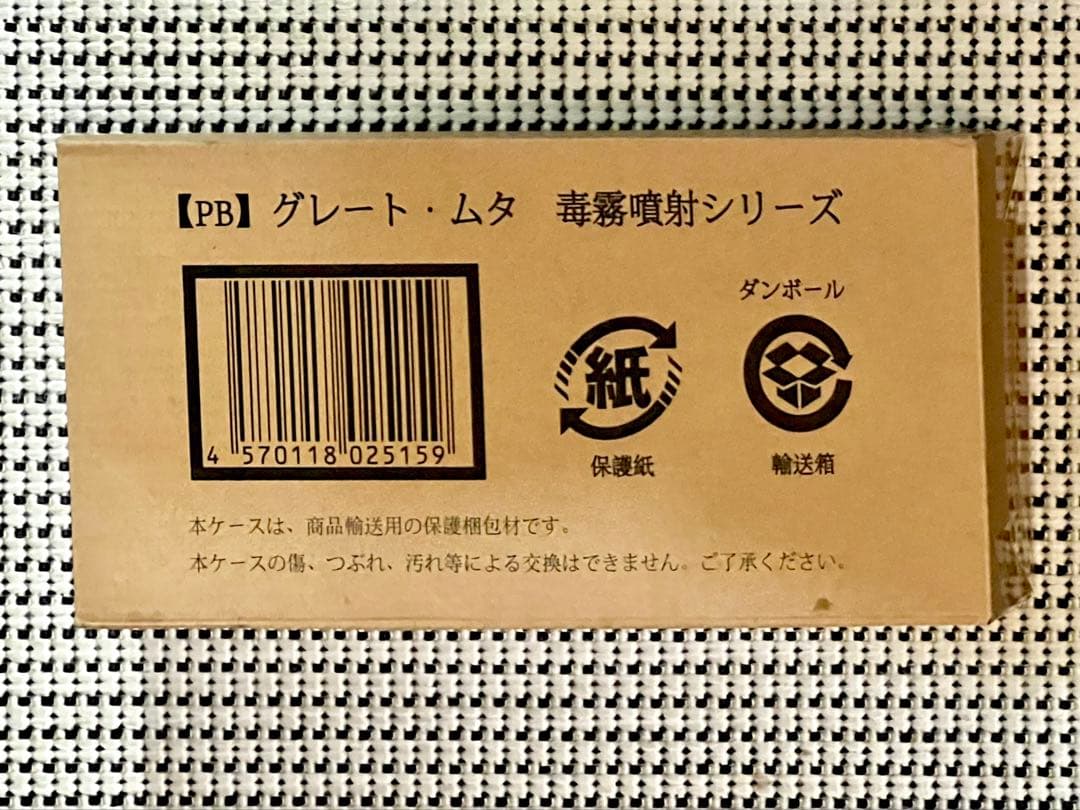 【PB】グレート・ムタ　毒霧噴射シリーズ
ダンボール
紙
4 570118 025159
保護紙
輸送箱
本ケースは、商品輸送用の保護梱包材です。
本ケースの傷、つぶれ、汚れ等による交換はできません。ご了承ください。